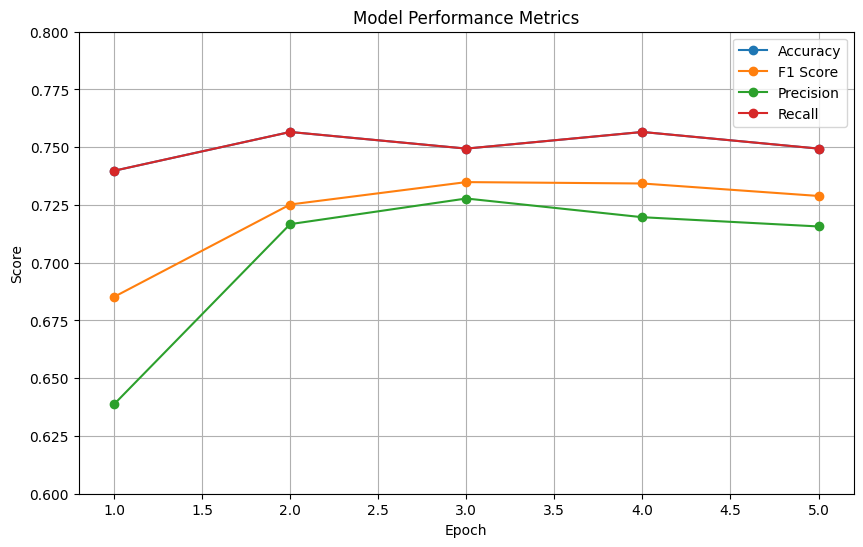 Model Performance Metrics
0.800
0.775
0.750
0.725
0.700
0.675
0.650
0.625
0.600
Score
Accuracy
F1 Score
Precision
Recall
1.0 1.5 2.0 2.5 3.0 3.5 4.0 4.5 5.0
Epoch